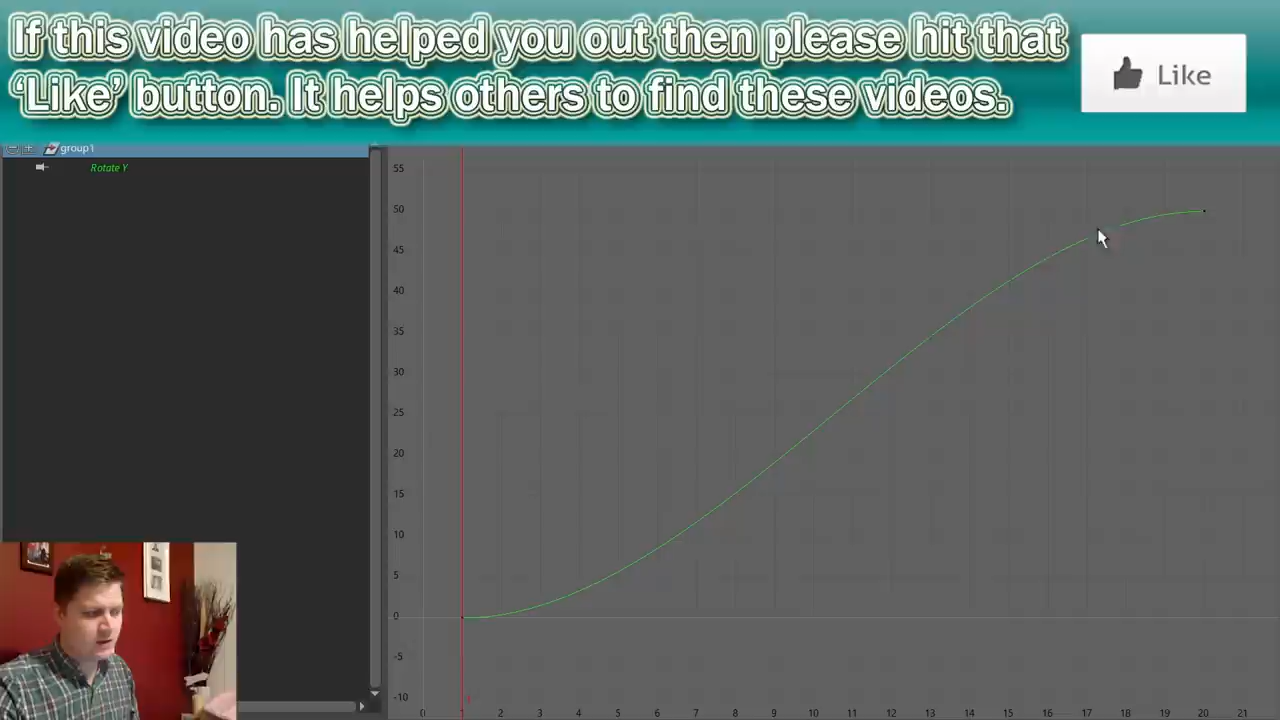 If this video has helped you out then please hit that
‘Like’ button. It helps others to find these videos.
Like
group1
Rotate Y
55
50
45
40
35
30
25
20
15
10
5
0
-5
-10
0 1 2 3 4 5 6 7 8 9 10 11 12 13 14 15 16 17 18 19 20 21